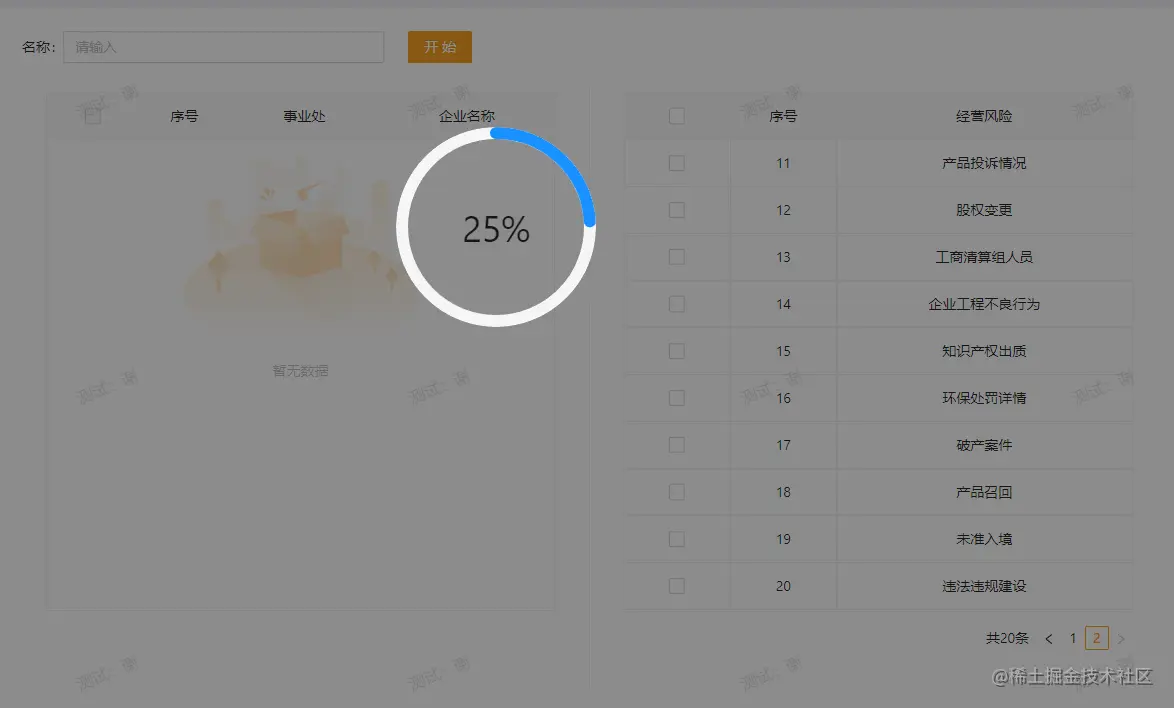 名称： 请输入 开 始
序号 事业处 企业名称
暂无数据
25%
序号 经营风险
11 产品投诉情况
12 股权变更
13 工商清算组人员
14 企业工程不良行为
15 知识产权出质
16 环保处罚详情
17 破产案件
18 产品召回
19 未准入境
20 违法违规建设
共20条 < 1 2 >
@稀土掘金技术社区